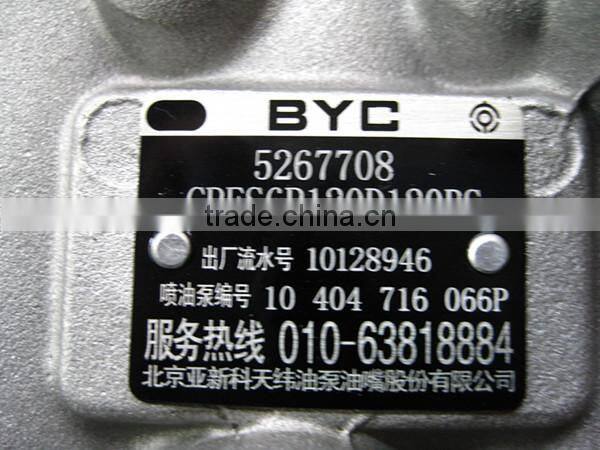 BYC
5267708
出厂流水号 10128946
喷油泵编号 10 404 716 066P
服务热线 010-63818884
北京亚新科天纬油泵油嘴股份有限公司
trade.china.cn